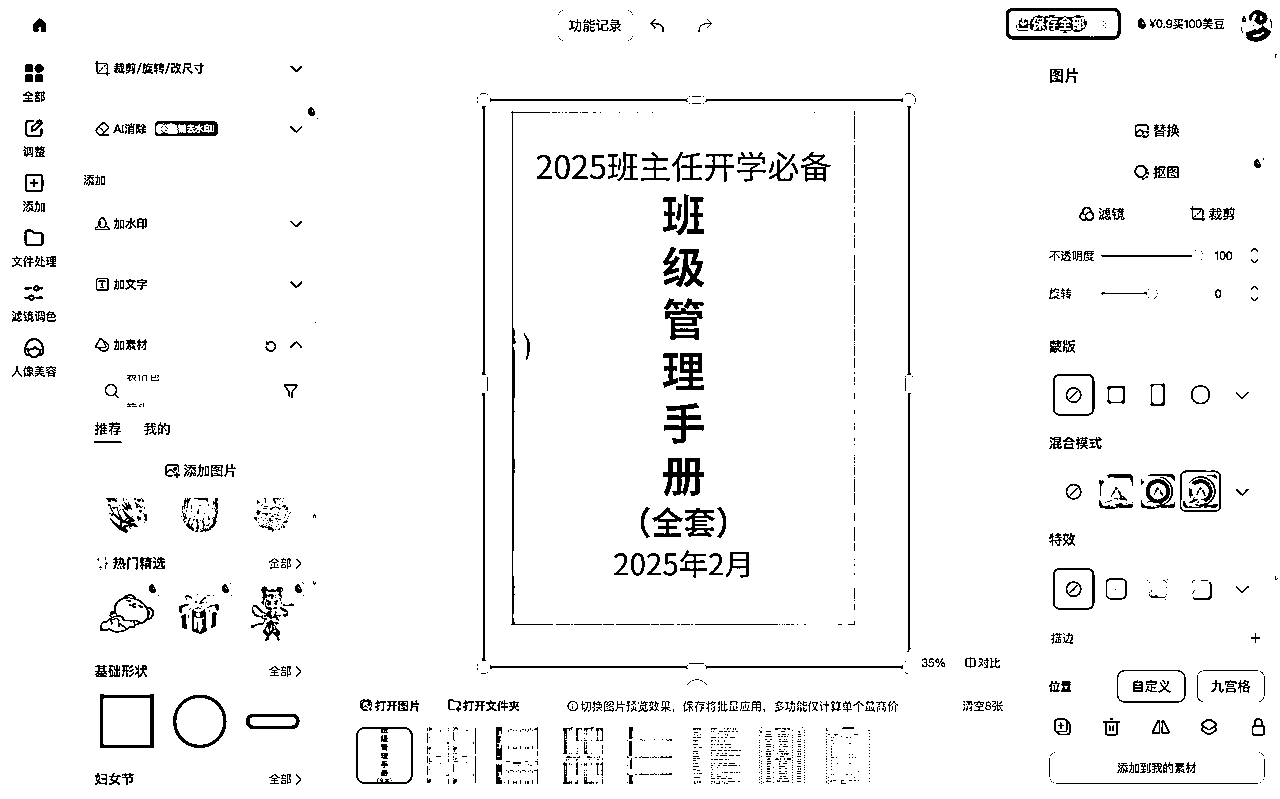 功能记录
保存全部
¥0.9买100美豆
全部
调整
添加
文件处理
滤镜调色
人像美容
裁剪/旋转/改尺寸
AI消除
添加
加水印
加文字
加素材
推荐 我的
添加图片
热门精选 全部
基础形状 全部
妇女节 全部
2025班主任开学必备
班
级
管
理
手
册
（全套）
2025年2月
35% 对比
打开图片 打开文件夹 切换图片预览效果，保存将批量应用，多功能仅计算单个最高价 清空8张
图片
替换
抠图
滤镜 裁剪
不透明度 100
旋转 0
蒙版
混合模式
特效
描边
位置 自定义 九宫格
添加到我的素材